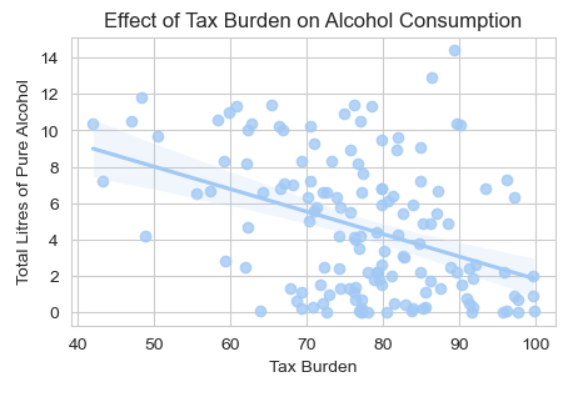 Effect of Tax Burden on Alcohol Consumption
Total Litres of Pure Alcohol
14
12
10
8
6
4
2
0
40 50 60 70 80 90 100
Tax Burden